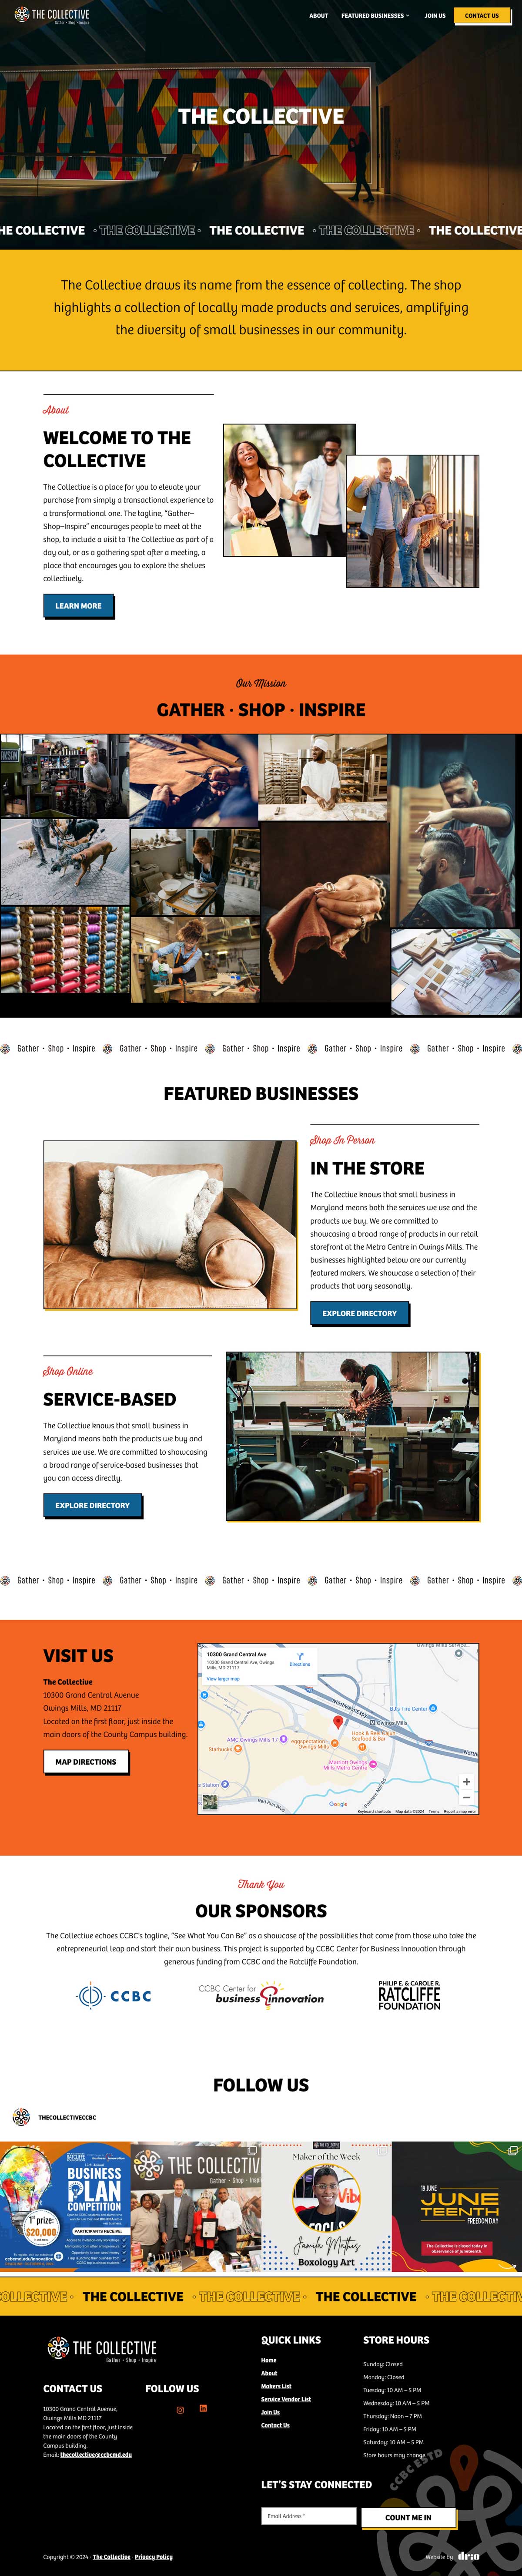 THE COLLECTIVE
Gather · Shop · Inspire
ABOUT
FEATURED BUSINESSES
JOIN US
CONTACT US
MAKER
THE COLLECTIVE
HE COLLECTIVE ◦ THE COLLECTIVE ◦ THE COLLECTIVE ◦ THE COLLECTIVE ◦ THE COLLECTIVE
The Collective draws its name from the essence of collecting. The shop
highlights a collection of locally made products and services, amplifying
the diversity of small businesses in our community.
About
WELCOME TO THE
COLLECTIVE
The Collective is a place for you to elevate your
purchase from simply a transactional experience to
a transformational one. The tagline, "Gather–
Shop–Inspire" encourages people to meet at the
shop, to include a visit to The Collective as part of a
day out, or as a gathering spot after a meeting, a
place that encourages you to explore the shelves
collectively.
LEARN MORE
Our Mission
GATHER · SHOP · INSPIRE
Gather · Shop · Inspire
Gather · Shop · Inspire
Gather · Shop · Inspire
Gather · Shop · Inspire
Gather · Shop · Inspire
FEATURED BUSINESSES
Shop In Person
IN THE STORE
The Collective knows that small business in
Maryland means both the services we use and the
products we buy. We are committed to
showcasing a broad range of products in our retail
storefront at the Metro Centre in Owings Mills. The
businesses highlighted below are our currently
featured makers. We showcase a selection of their
products that vary seasonally.
EXPLORE DIRECTORY
Shop Online
SERVICE-BASED
The Collective knows that small business in
Maryland means both the products we buy and
services we use. We are committed to showcasing
a broad range of service-based businesses that
you can access directly.
EXPLORE DIRECTORY
Gather · Shop · Inspire
Gather · Shop · Inspire
Gather · Shop · Inspire
Gather · Shop · Inspire
Gather · Shop · Inspire
VISIT US
The Collective
10300 Grand Central Avenue
Owings Mills, MD 21117
Located on the first floor, just inside the
main doors of the County Campus building.
MAP DIRECTIONS
10300 Grand Central Ave
10300 Grand Central Ave, Owings
Mills, MD 21117
Directions
View larger map
Owings Mills Service...
Painters
Northwest Expy
BJ's Tire Center
Owings Mills
AMC Owings Mills 17
Hook & Reel Cajun
Seafood & Bar
Starbucks
eggspectation
Owings Mills
Marriott Owings
Mills Metro Centre
Station
Red Run Blvd
Painters Mill Rd
Google
Keyboard shortcuts
Map data ©2024
Terms
Report a map error
Thank You
OUR SPONSORS
The Collective echoes CCBC's tagline, "See What You Can Be" as a showcase of the possibilities that come from those who take the
entrepreneurial leap and start their own business. This project is supported by CCBC Center for Business Innovation through
generous funding from CCBC and the Ratcliffe Foundation.
CCBC
CCBC Center for
business innovation
PHILIP E. & CAROLE R.
RATCLIFFE
FOUNDATION
FOLLOW US
THECOLLECTIVECCBC
BUSINESS
PLAN
COMPETITION
1st prize:
$20,000
PARTICIPANTS RECEIVE:
ccbcmd.edu/innovation
THE COLLECTIV
Gather · Shop · Inspire
Maker of the Week
Jamila Mathis
Boxology Art
19 JUNE
JUNE
TEENTH
FREEDOM DAY
The Collective is closed today in
observance of Juneteenth.
COLLECTIVE ◦ THE COLLECTIVE ◦ THE COLLECTIVE ◦ THE COLLECTIVE ◦ THE COLLECTIV
THE COLLECTIVE
Gather · Shop · Inspire
CONTACT US
10300 Grand Central Avenue,
Owings Mills MD 21117
Located on the first floor, just inside
the main doors of the County
Campus building.
Email: thecollective@ccbcmd.edu
FOLLOW US
QUICK LINKS
Home
About
Makers List
Service Vendor List
Join Us
Contact Us
STORE HOURS
Sunday: Closed
Monday: Closed
Tuesday: 10 AM – 5 PM
Wednesday: 10 AM – 5 PM
Thursday: Noon – 7 PM
Friday: 10 AM – 5 PM
Saturday: 10 AM – 5 PM
Store hours may change
CCBC ESTD
LET'S STAY CONNECTED
Email Address *
COUNT ME IN
Copyright © 2024 · The Collective · Privacy Policy
Website by drio